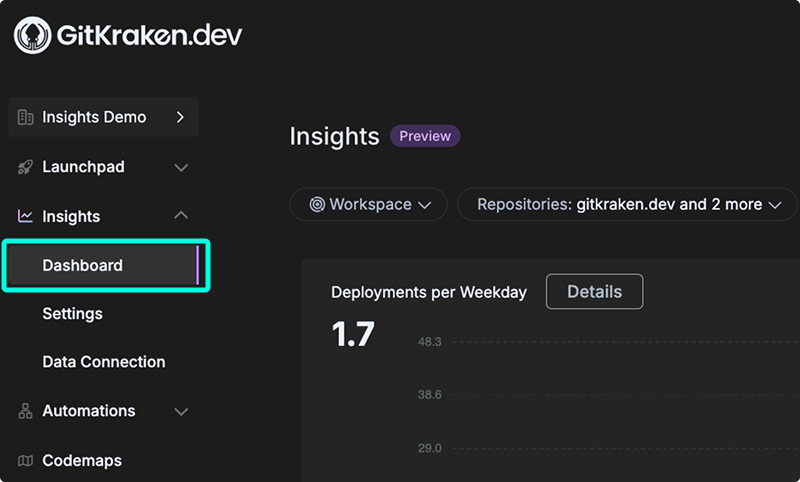 GitKraken.dev
Insights Demo
Launchpad
Insights
Dashboard
Settings
Data Connection
Automations
Codemaps
Insights Preview
Workspace Repositories: gitkraken.dev and 2 more
Deployments per Weekday Details
1.7
48.3
38.6
29.0